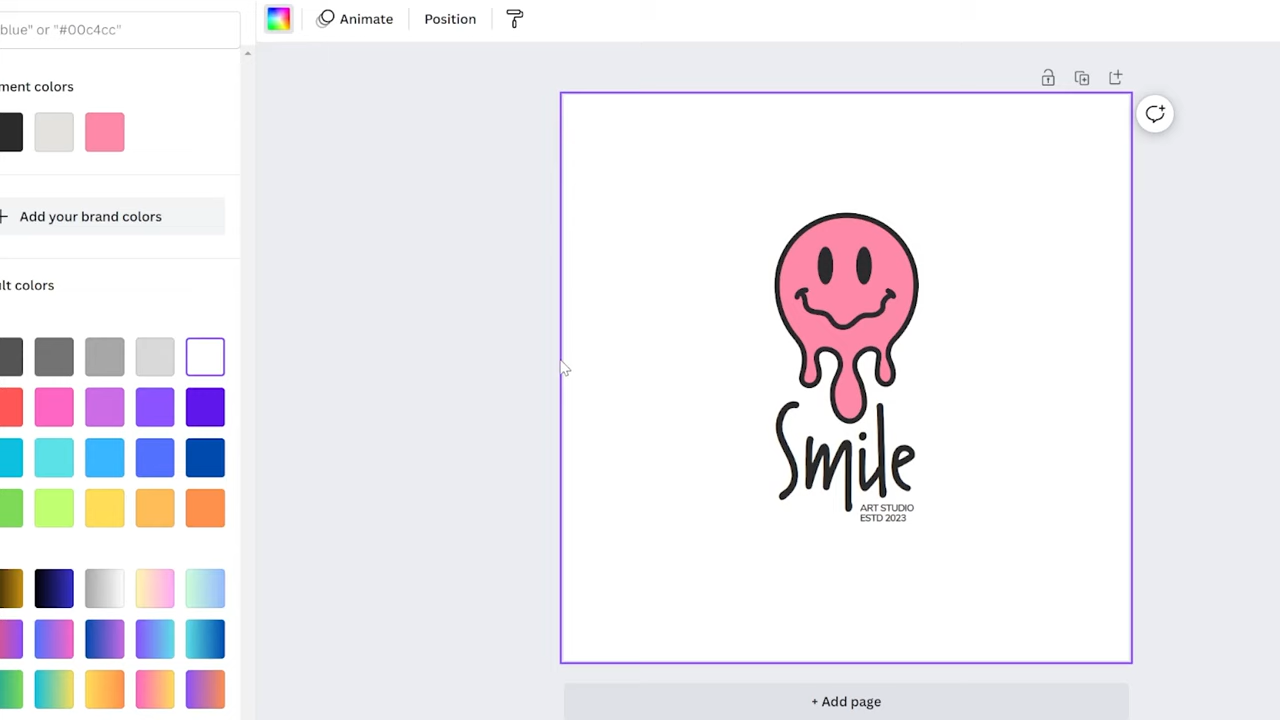 blue" or "#00c4cc"
Animate
Position
ment colors
Add your brand colors
ult colors
Smile
ART STUDIO
ESTD 2023
+ Add page